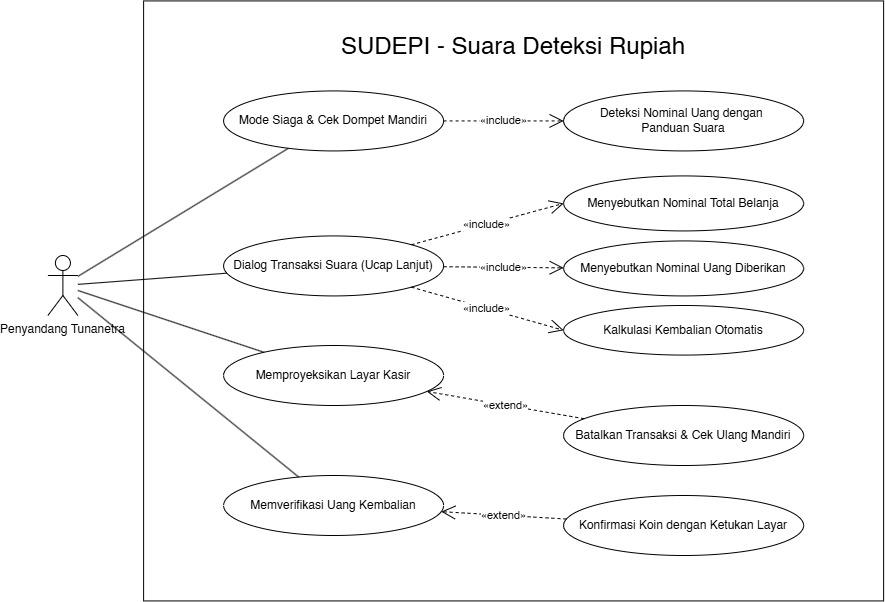 SUDEPI - Suara Deteksi Rupiah
Mode Siaga & Cek Dompet Mandiri
«include»
Deteksi Nominal Uang dengan
Panduan Suara
Menyebutkan Nominal Total Belanja
«include»
Dialog Transaksi Suara (Ucap Lanjut)
«include»
Menyebutkan Nominal Uang Diberikan
«include»
Kalkulasi Kembalian Otomatis
Penyandang Tunanetra
Memproyeksikan Layar Kasir
«extend»
Batalkan Transaksi & Cek Ulang Mandiri
Memverifikasi Uang Kembalian
«extend»
Konfirmasi Koin dengan Ketukan Layar